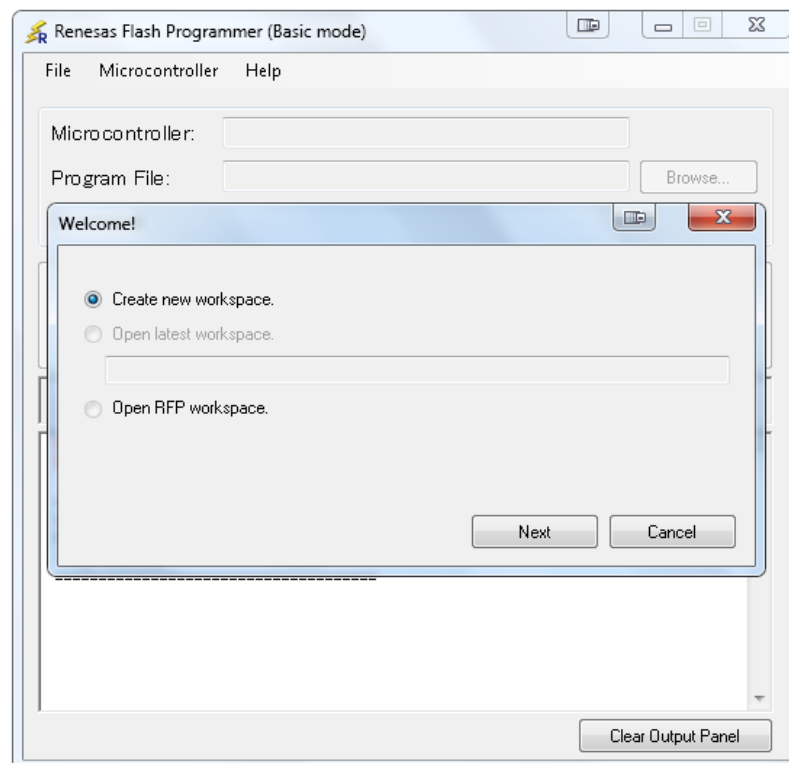 Renesas Flash Programmer (Basic mode)
File Microcontroller Help
Microcontroller:
Program File:
Browse...
Welcome!
Create new workspace.
Open latest workspace.
Open RFP workspace.
Next Cancel
------------------------------------
Clear Output Panel